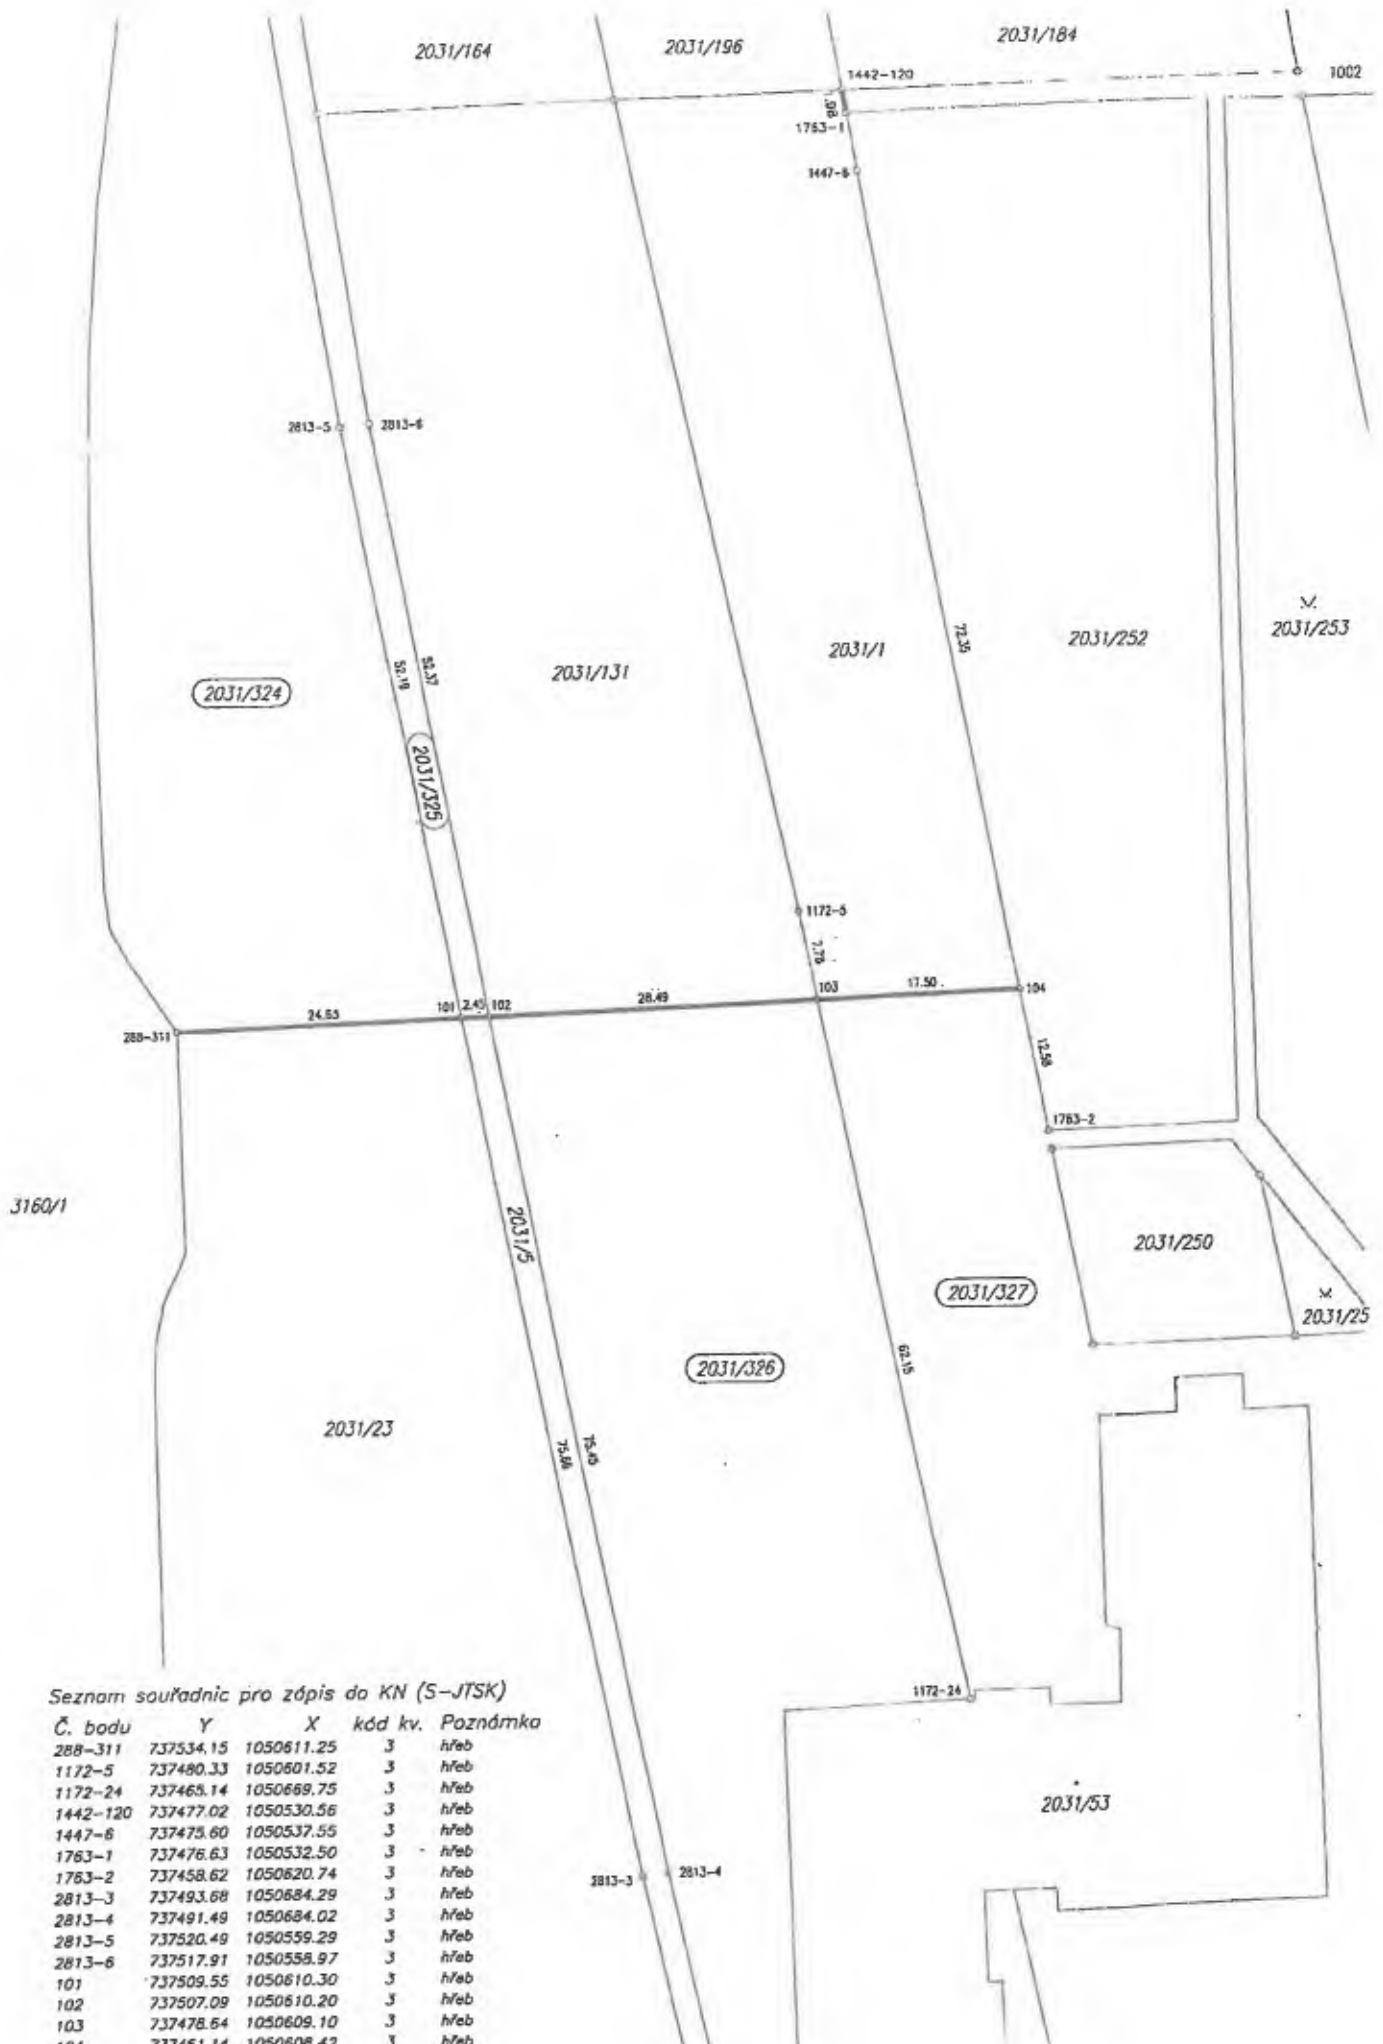 2031/164
2031/196
2031/184
1442-120
1002
1.98
1763-1
1447-6
2813-5
2813-6
2031/253
72.35
2031/252
2031/1
52.19
52.37
2031/131
2031/324
2031/325
1172-5
7.78
24.63
101
2.45
102
28.49
103
17.50
104
288-311
12.58
1763-2
3160/1
2031/5
2031/250
2031/327
2031/25
62.15
2031/326
2031/23
75.66
75.45
1172-24
2031/53
2813-3
2813-4
Seznam souřadnic pro zápis do KN (S-JTSK)
Č. bodu Y X kód kv. Poznámka
288-311 737534.15 1050611.25 3 hřeb
1172-5 737480.33 1050601.52 3 hřeb
1172-24 737465.14 1050669.75 3 hřeb
1442-120 737477.02 1050530.56 3 hřeb
1447-6 737475.60 1050537.55 3 hřeb
1763-1 737476.63 1050532.50 3 hřeb
1763-2 737458.62 1050620.74 3 hřeb
2813-3 737493.68 1050684.29 3 hřeb
2813-4 737491.49 1050684.02 3 hřeb
2813-5 737520.49 1050559.29 3 hřeb
2813-6 737517.91 1050558.97 3 hřeb
101 737509.55 1050610.30 3 hřeb
102 737507.09 1050610.20 3 hřeb
103 737478.64 1050609.10 3 hřeb
104 737461.14 1050608.42 3 hřeb